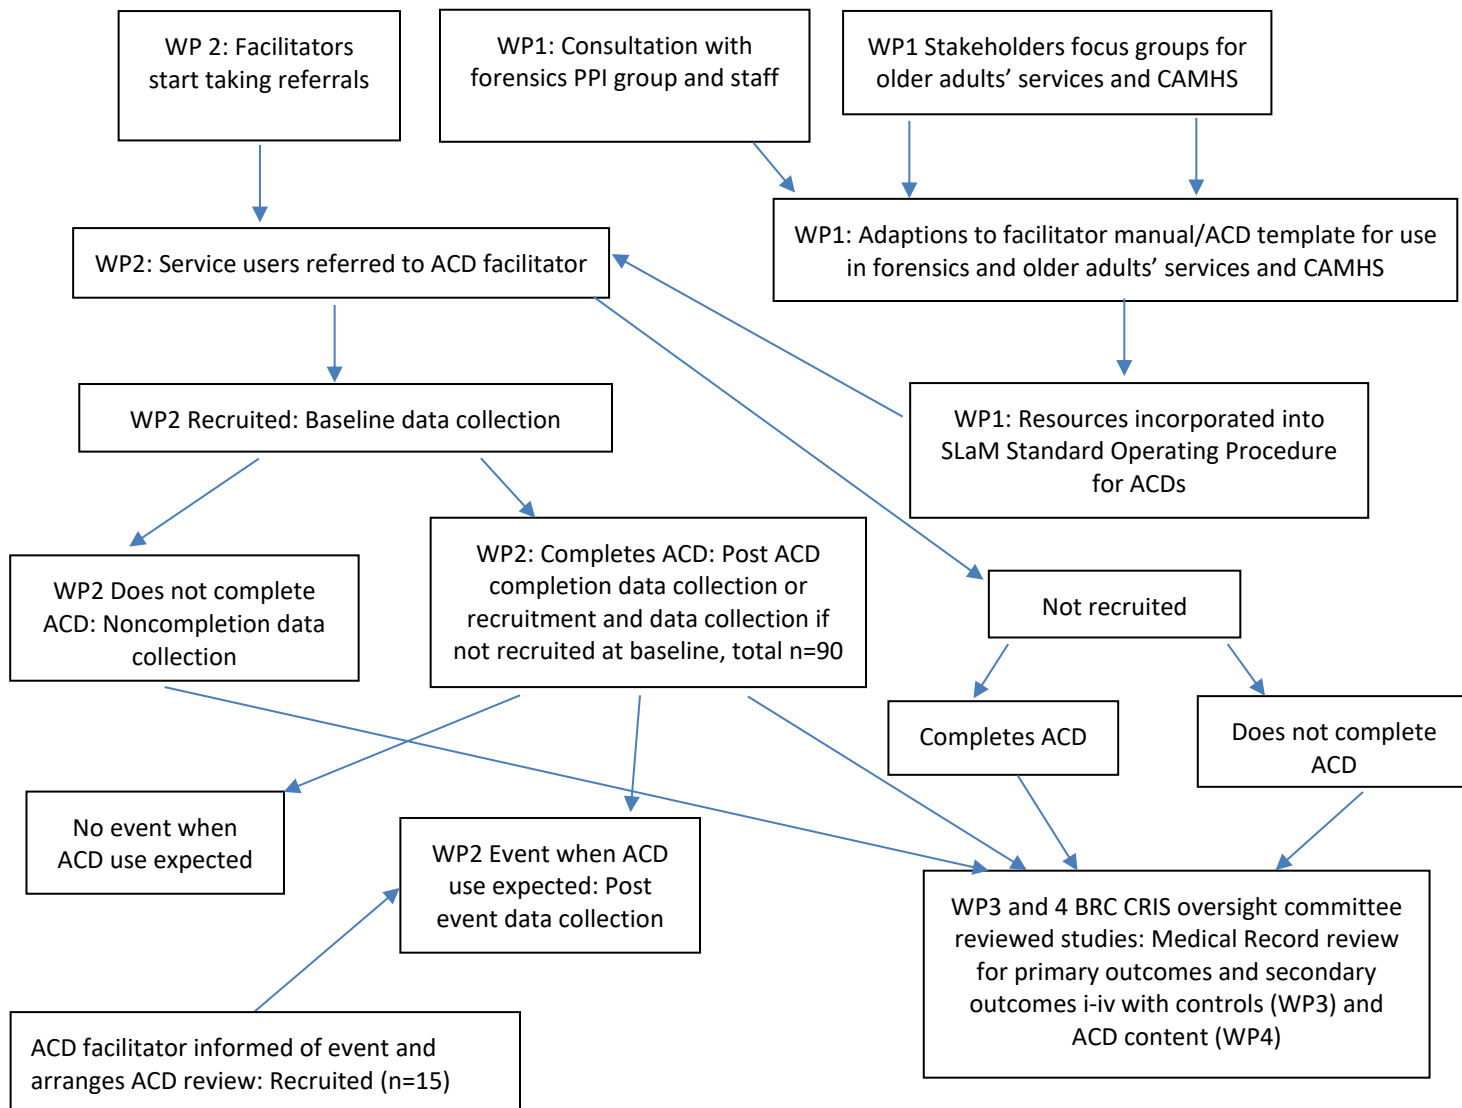 WP 2: Facilitators
start taking referrals
WP1: Consultation with
forensics PPI group and staff
WP1 Stakeholders focus groups for
older adults’ services and CAMHS
WP2: Service users referred to ACD facilitator
WP1: Adaptions to facilitator manual/ACD template for use
in forensics and older adults’ services and CAMHS
WP2 Recruited: Baseline data collection
WP1: Resources incorporated into
SLaM Standard Operating Procedure
for ACDs
WP2 Does not complete
ACD: Noncompletion data
collection
WP2: Completes ACD: Post ACD
completion data collection or
recruitment and data collection if
not recruited at baseline, total n=90
Not recruited
Completes ACD
Does not complete
ACD
No event when
ACD use expected
WP2 Event when ACD
use expected: Post
event data collection
WP3 and 4 BRC CRIS oversight committee
reviewed studies: Medical Record review
for primary outcomes and secondary
outcomes i-iv with controls (WP3) and
ACD content (WP4)
ACD facilitator informed of event and
arranges ACD review: Recruited (n=15)